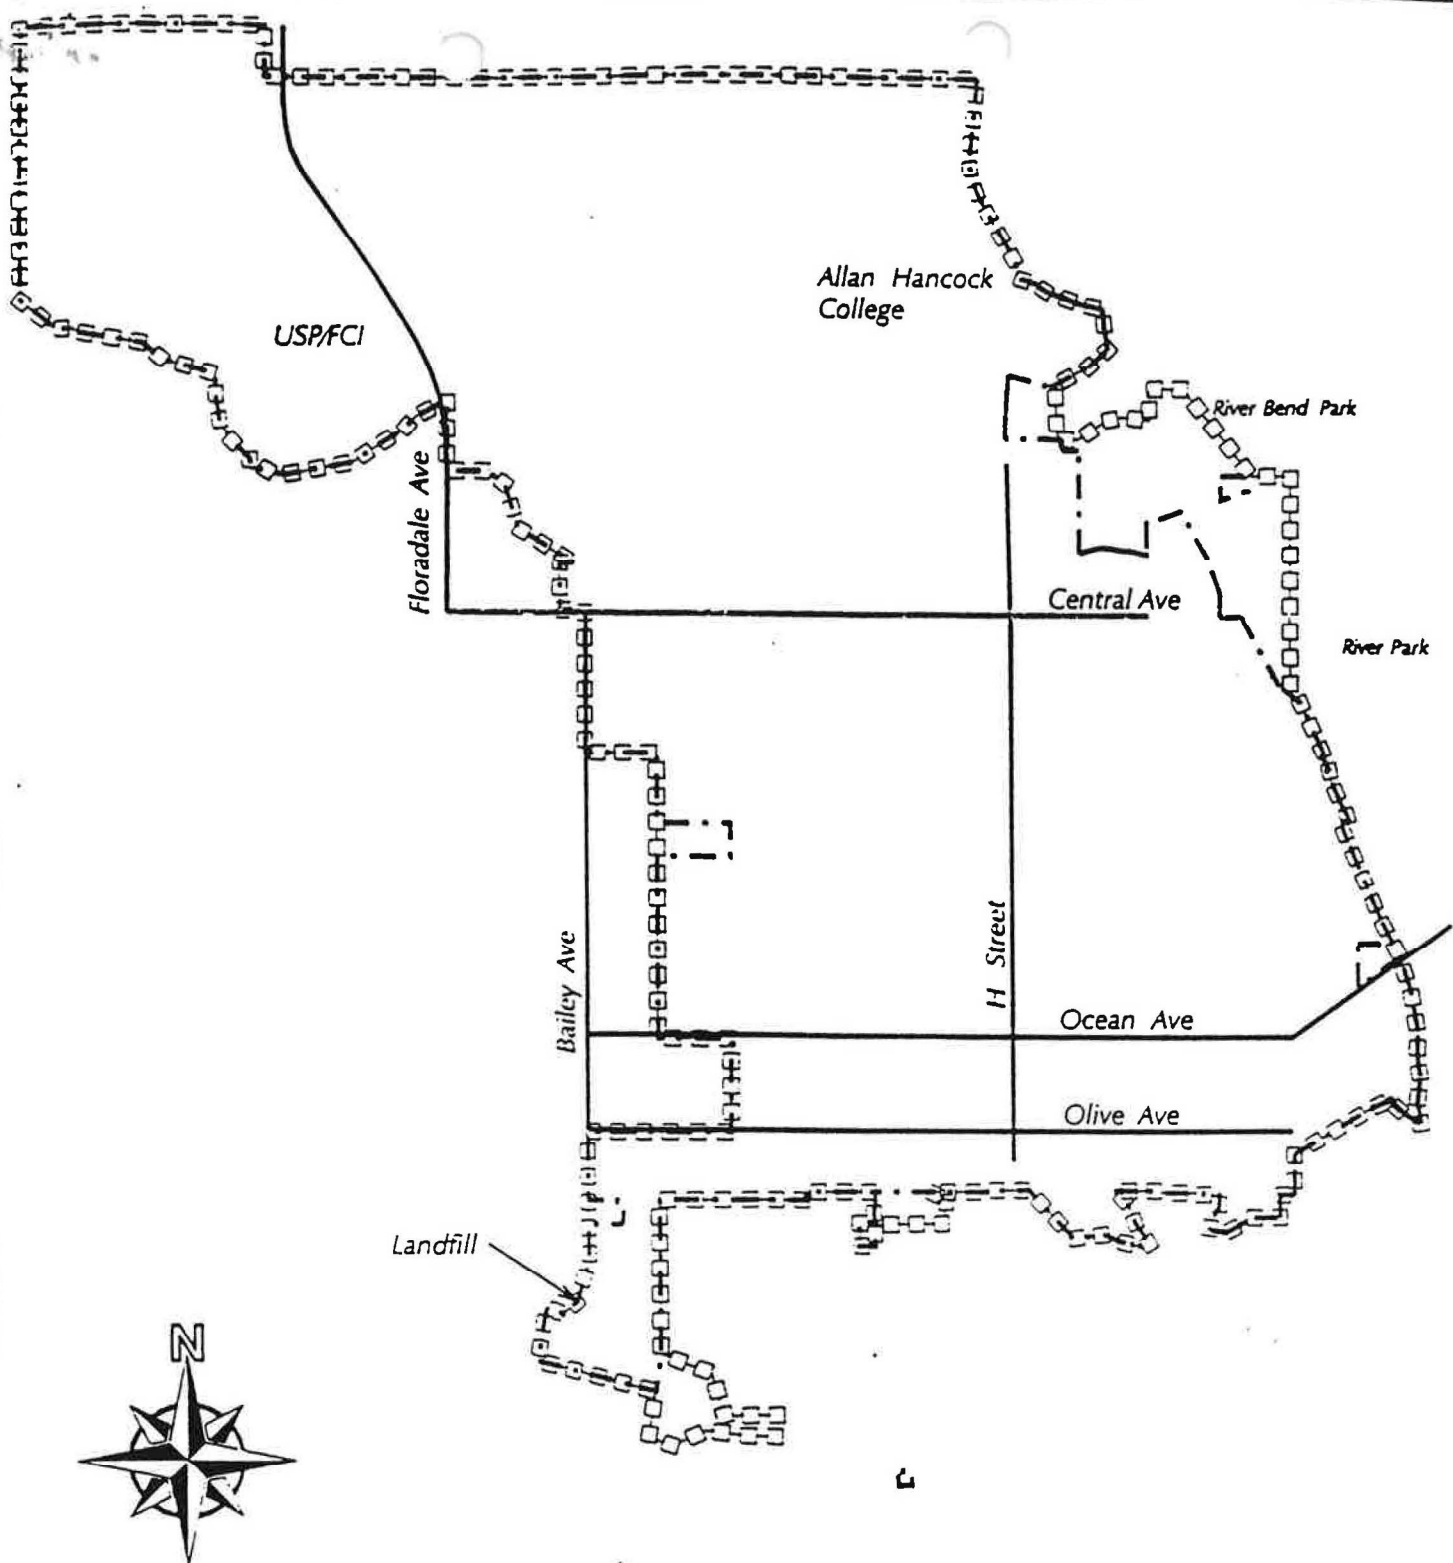 Allan Hancock
College
USP/FCI
River Bend Park
Floradale Ave
Central Ave
River Park
Bailey Ave
H Street
Ocean Ave
Olive Ave
Landfill
N